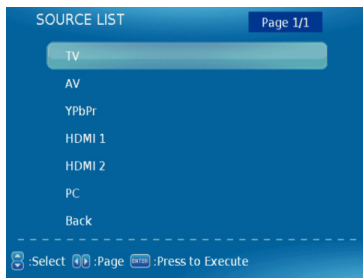 SOURCE LIST Page 1/1
TV
AV
YPbPr
HDMI 1
HDMI 2
PC
Back
:Select :Page ENTER :Press to Execute